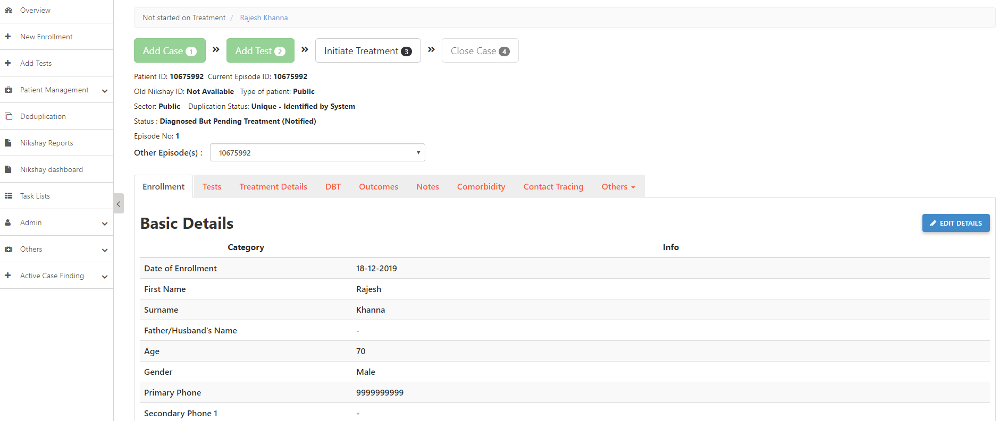 Overview
New Enrollment
Add Tests
Patient Management
Deduplication
Nikshay Reports
Nikshay dashboard
Task Lists
Admin
Others
Active Case Finding
Not started on Treatment / Rajesh Khanna
Add Case 1 » Add Test 2 » Initiate Treatment 3 » Close Case 4
Patient ID: 10675992 Current Episode ID: 10675992
Old Nikshay ID: Not Available Type of patient: Public
Sector: Public Duplication Status: Unique - Identified by System
Status : Diagnosed But Pending Treatment (Notified)
Episode No: 1
Other Episode(s) : 10675992
Enrollment Tests Treatment Details DBT Outcomes Notes Comorbidity Contact Tracing Others
Basic Details EDIT DETAILS
Category Info
Date of Enrollment 18-12-2019
First Name Rajesh
Surname Khanna
Father/Husband's Name -
Age 70
Gender Male
Primary Phone 9999999999
Secondary Phone 1 -